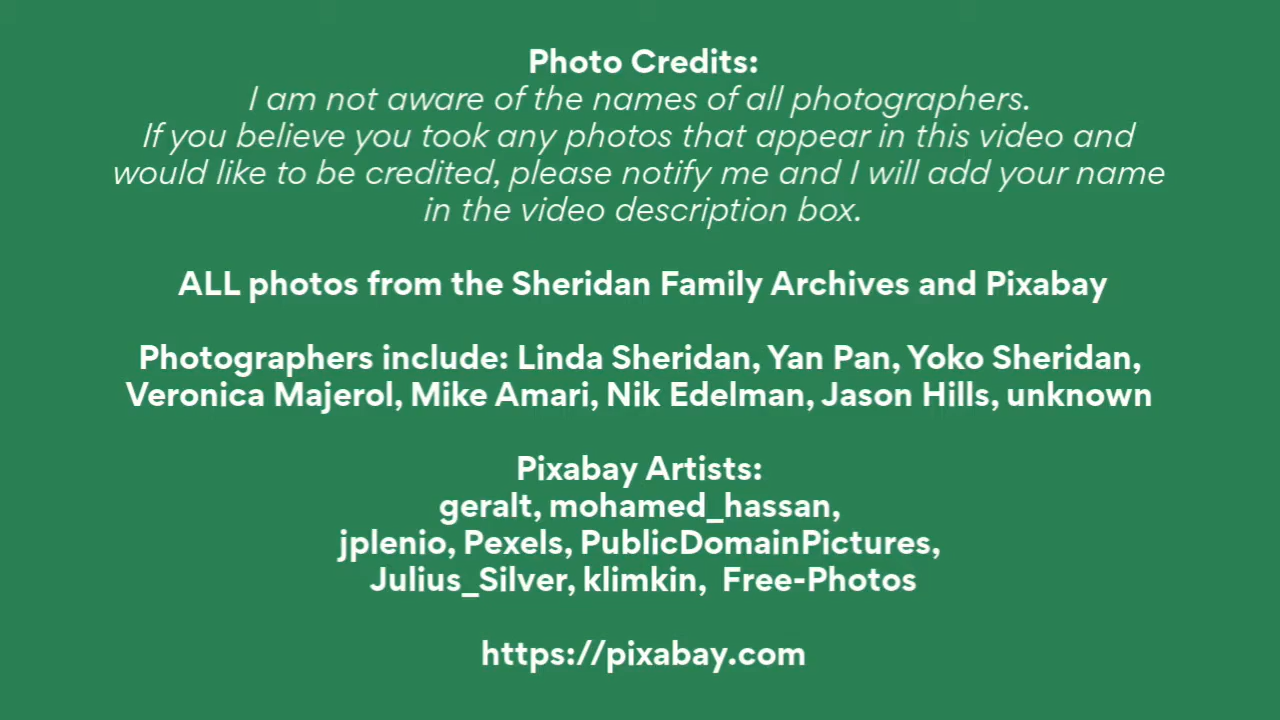 Photo Credits:
I am not aware of the names of all photographers.
If you believe you took any photos that appear in this video and
would like to be credited, please notify me and I will add your name
in the video description box.
ALL photos from the Sheridan Family Archives and Pixabay
Photographers include: Linda Sheridan, Yan Pan, Yoko Sheridan,
Veronica Majerol, Mike Amari, Nik Edelman, Jason Hills, unknown
Pixabay Artists:
geralt, mohamed_hassan,
jplenio, Pexels, PublicDomainPictures,
Julius_Silver, klimkin,  Free-Photos
https://pixabay.com